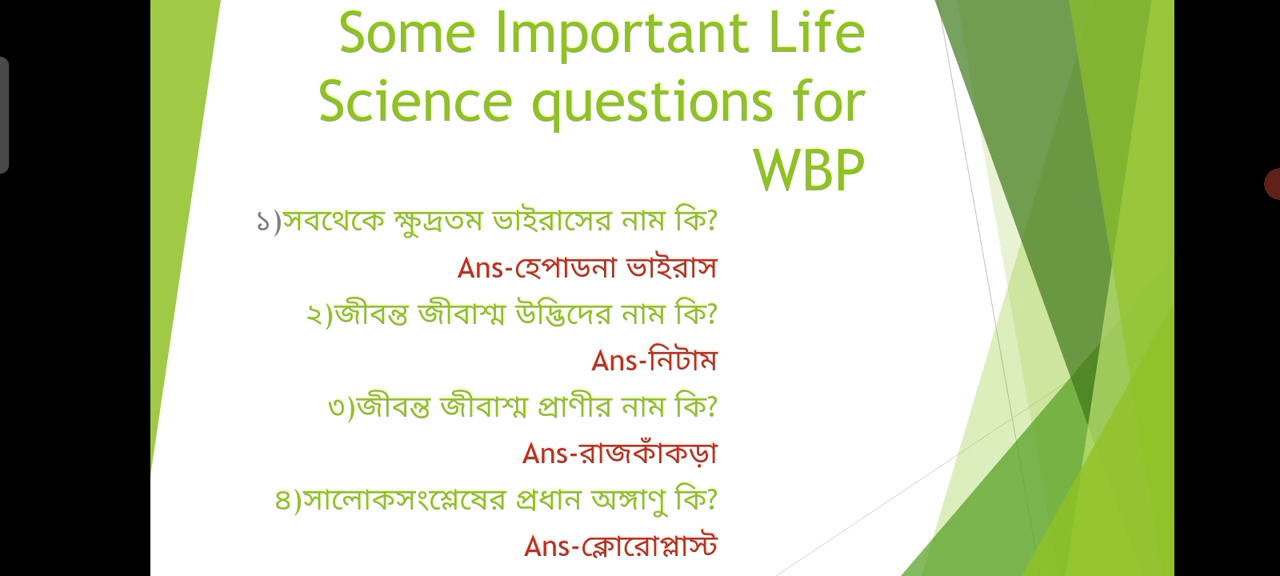 Some Important Life
Science questions for
WBP
১)সবথেকে ক্ষুদ্রতম ভাইরাসের নাম কি?
Ans-হেপাডনা ভাইরাস
২)জীবন্ত জীবাশ্ম উদ্ভিদের নাম কি?
Ans-নিটাম
৩)জীবন্ত জীবাশ্ম প্রাণীর নাম কি?
Ans-রাজকাঁকড়া
৪)সালোকসংশ্লেষের প্রধান অঙ্গাণু কি?
Ans-ক্লোরোপ্লাস্ট